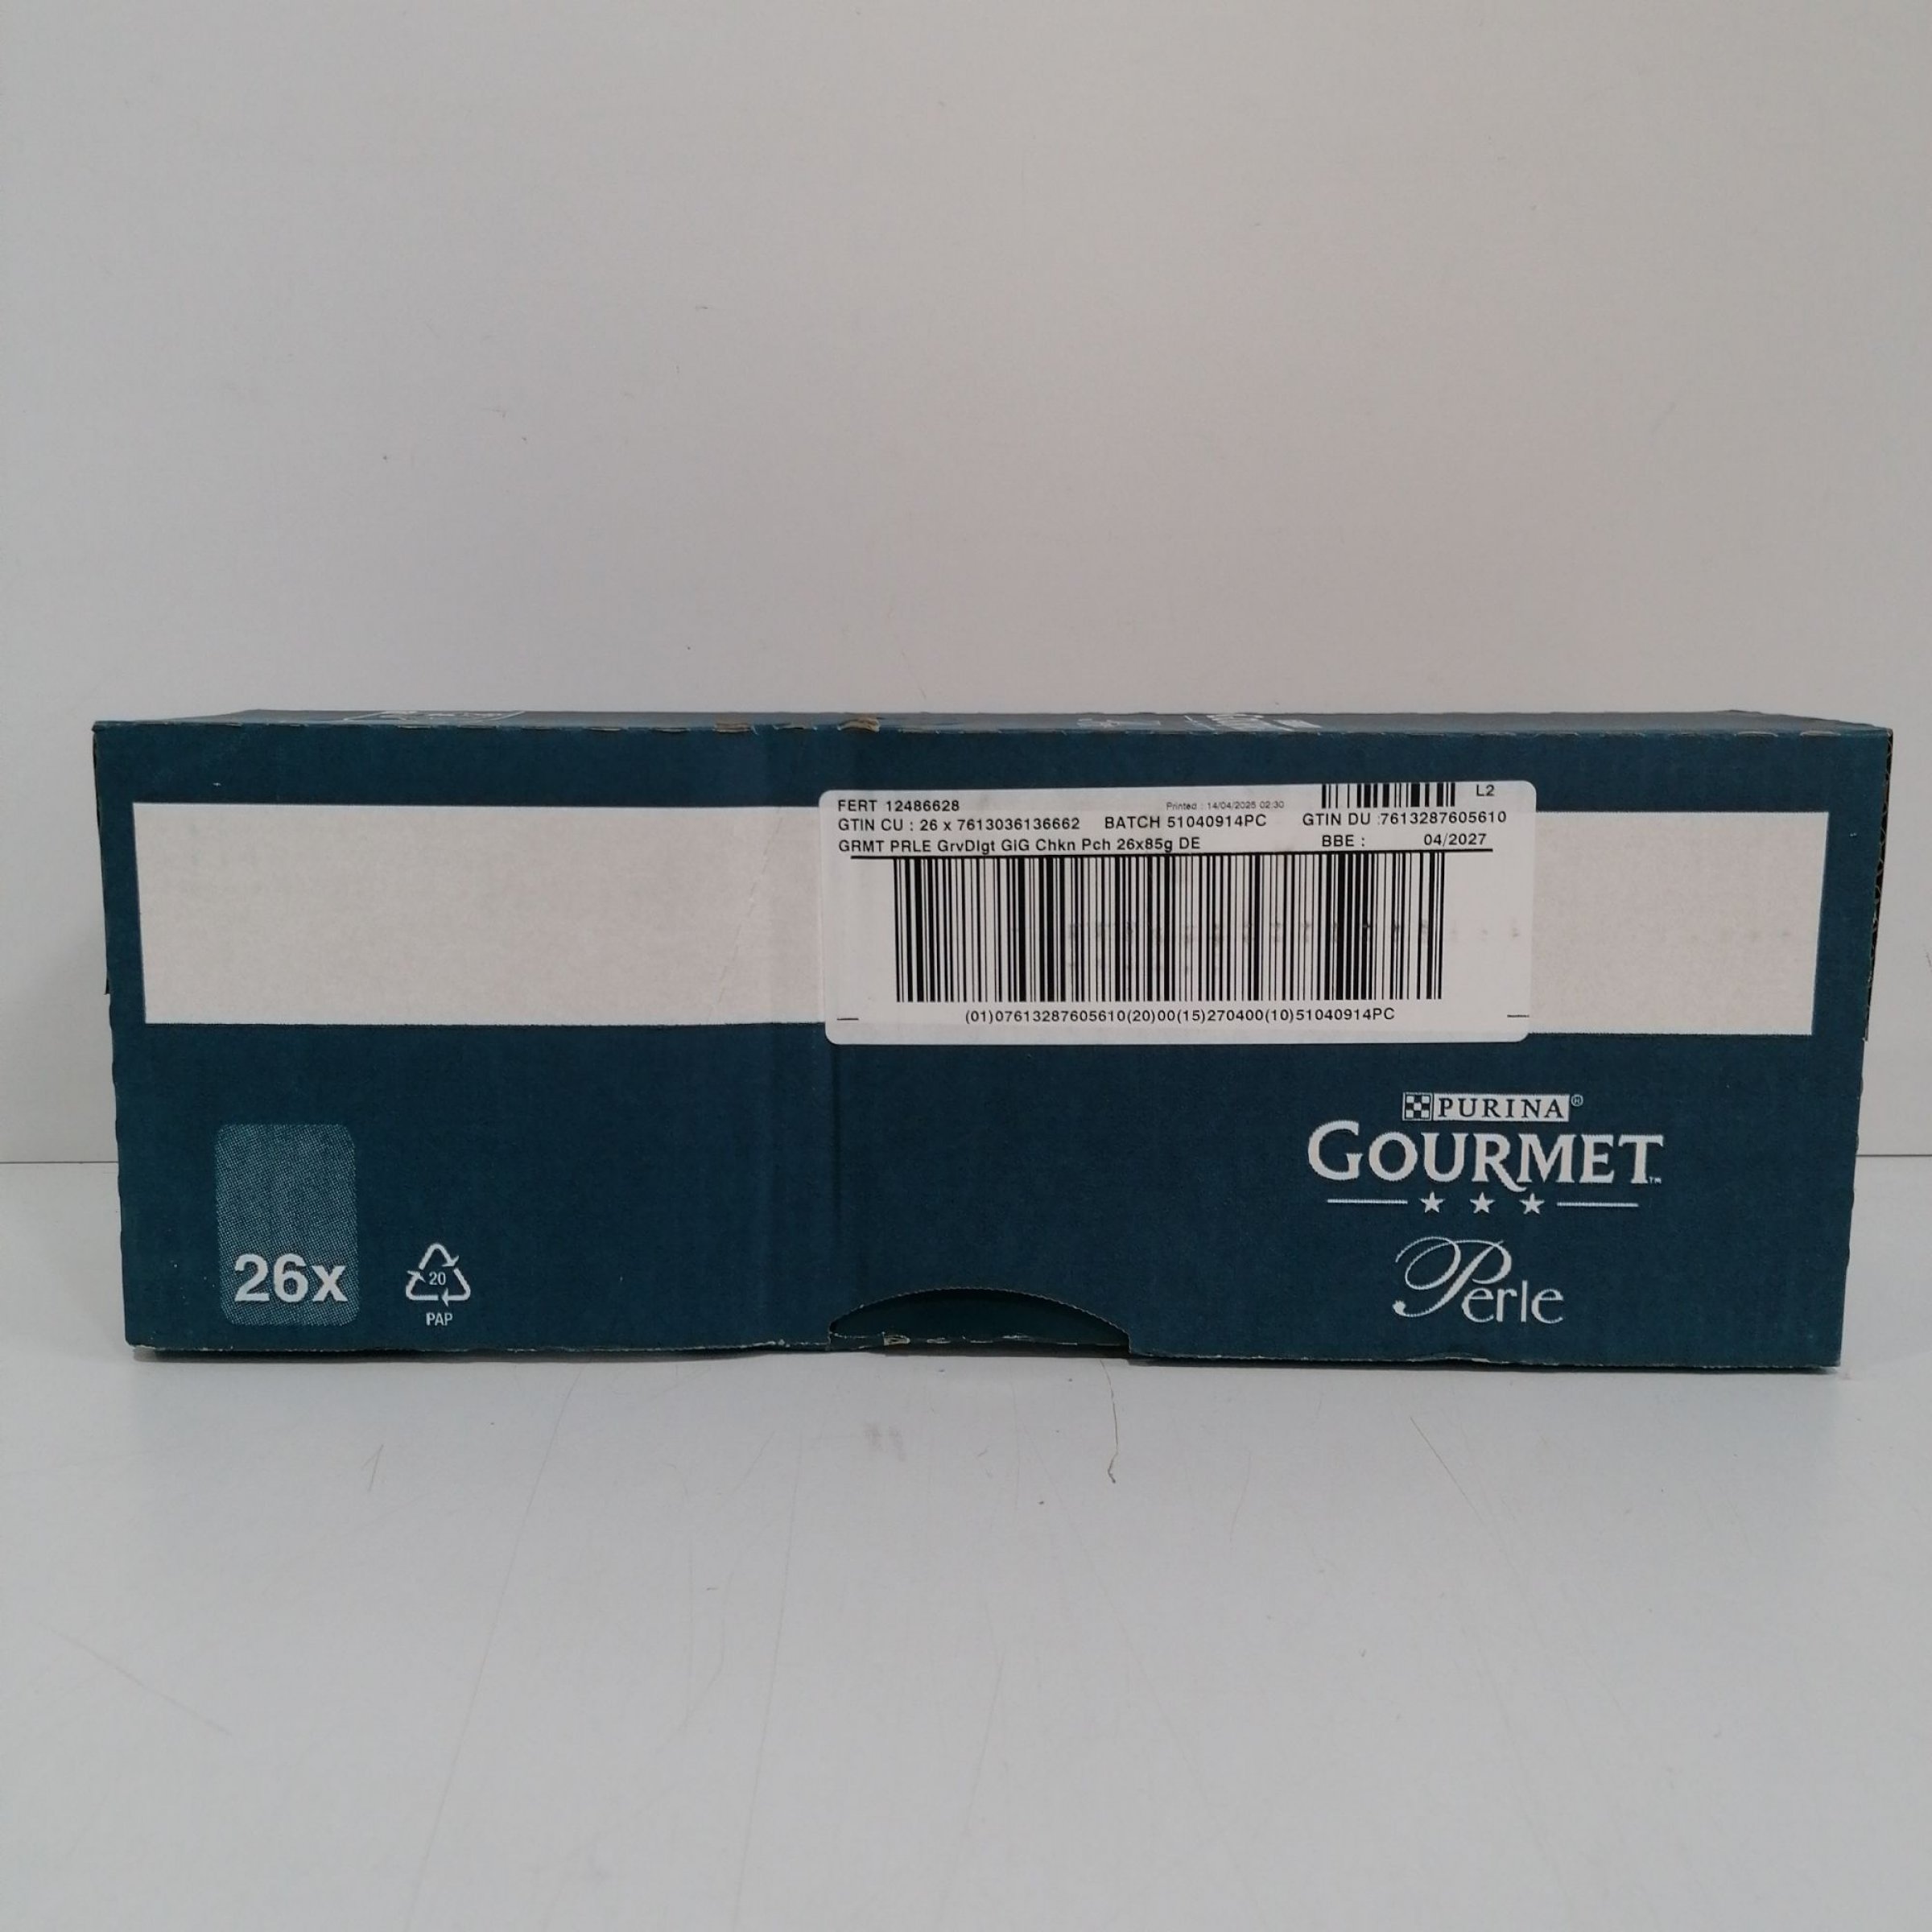 FERT 12486628
Printed : 14/04/2025 02:30
L2
GTIN CU : 26 x 7613036136662 BATCH 51040914PC GTIN DU :7613287605610
GRMT PRLE GrvDlgt GiG Chkn Pch 26x85g DE BBE : 04/2027
(01)07613287605610(20)00(15)270400(10)51040914PC
PURINA®
GOURMET™
Perle
26x
20
PAP